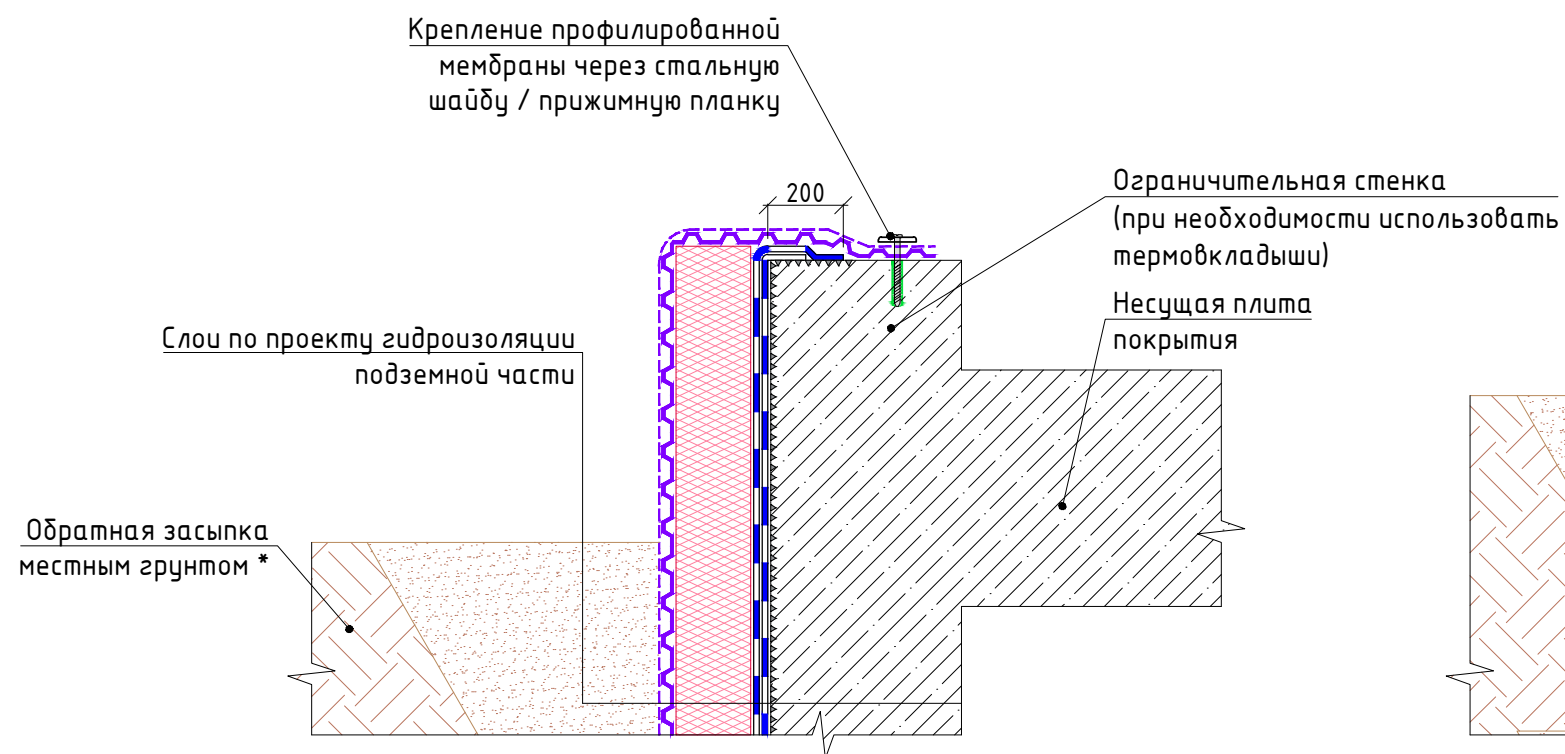 Крепление профилированной
мембраны через стальную
шайбу / прижимную планку
200
Ограничительная стенка
(при необходимости использовать
термовкладыши)
Несущая плита
покрытия
Слои по проекту гидроизоляции
подземной части
Обратная засыпка
местным грунтом *